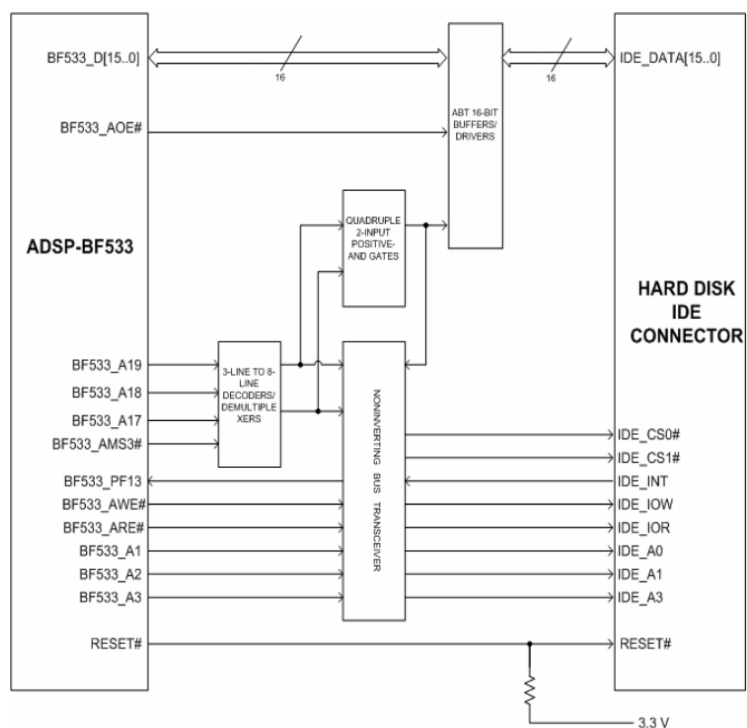 BF533_D[15..0]
16
16
IDE_DATA[15..0]
ABT 16-BIT
BUFFERS/
DRIVERS
BF533_AOE#
QUADRUPLE
2-INPUT
POSITIVE-
AND GATES
ADSP-BF533
HARD DISK
IDE
CONNECTOR
BF533_A19
BF533_A18
BF533_A17
BF533_AMS3#
3-LINE TO 8-
LINE
DECODERS/
DEMULTIPLE
XERS
NONINVERTING BUS TRANSCEIVER
IDE_CS0#
IDE_CS1#
BF533_PF13
IDE_INT
BF533_AWE#
IDE_IOW
BF533_ARE#
IDE_IOR
BF533_A1
IDE_A0
BF533_A2
IDE_A1
BF533_A3
IDE_A3
RESET#
RESET#
3.3 V